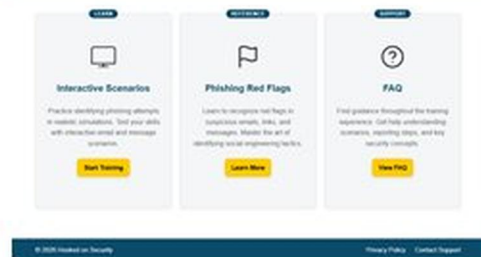 LEARN
REFERENCE
SUPPORT
Interactive Scenarios
Phishing Red Flags
FAQ
Practice identifying phishing attempts
in realistic simulations. Test your skills
with interactive email and message
scenarios.
Learn to recognize red flags in
suspicious emails, links, and
messages. Master the art of
identifying social engineering tactics.
Find guidance throughout the training
experience. Get help understanding
scenarios, reporting steps, and key
security concepts.
Start Training
Learn More
View FAQ
© 2026 Hooked on Security
Privacy Policy
Contact Support